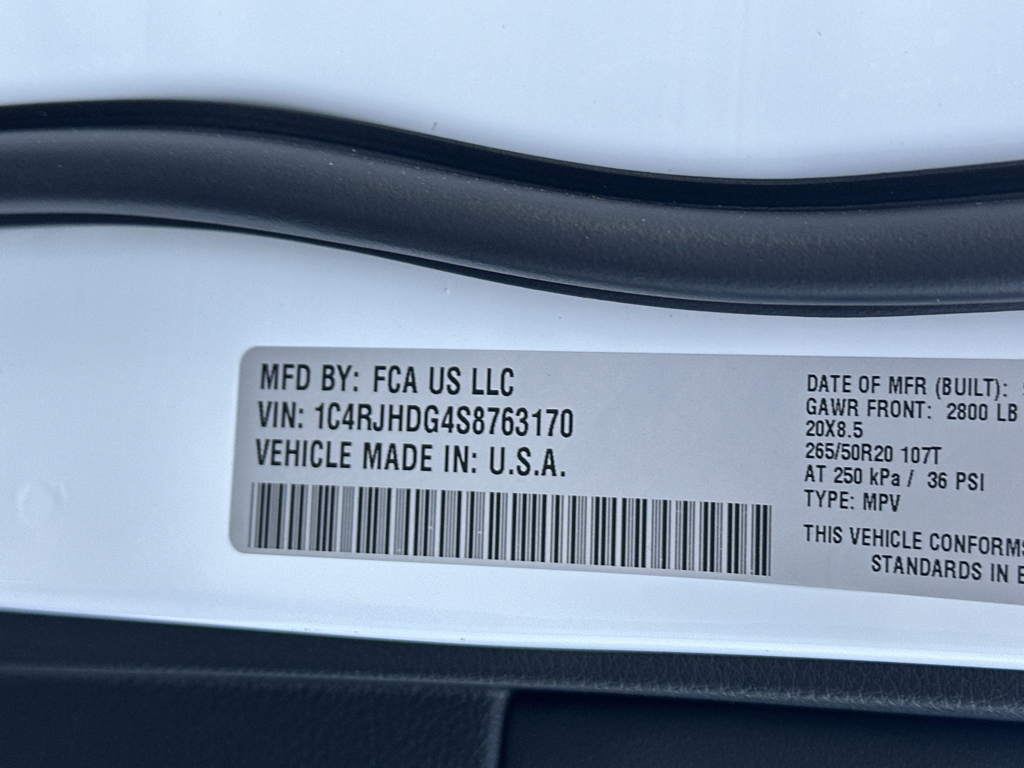 MFD BY: FCA US LLC
VIN: 1C4RJHDG4S8763170
VEHICLE MADE IN: U.S.A.
DATE OF MFR (BUILT):
GAWR FRONT: 2800 LB
20X8.5
265/50R20 107T
AT 250 kPa / 36 PSI
TYPE: MPV
THIS VEHICLE CONFORMS
STANDARDS IN